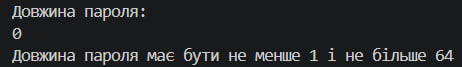 Довжина пароля:
0
Довжина пароля має бути не менше 1 і не більше 64